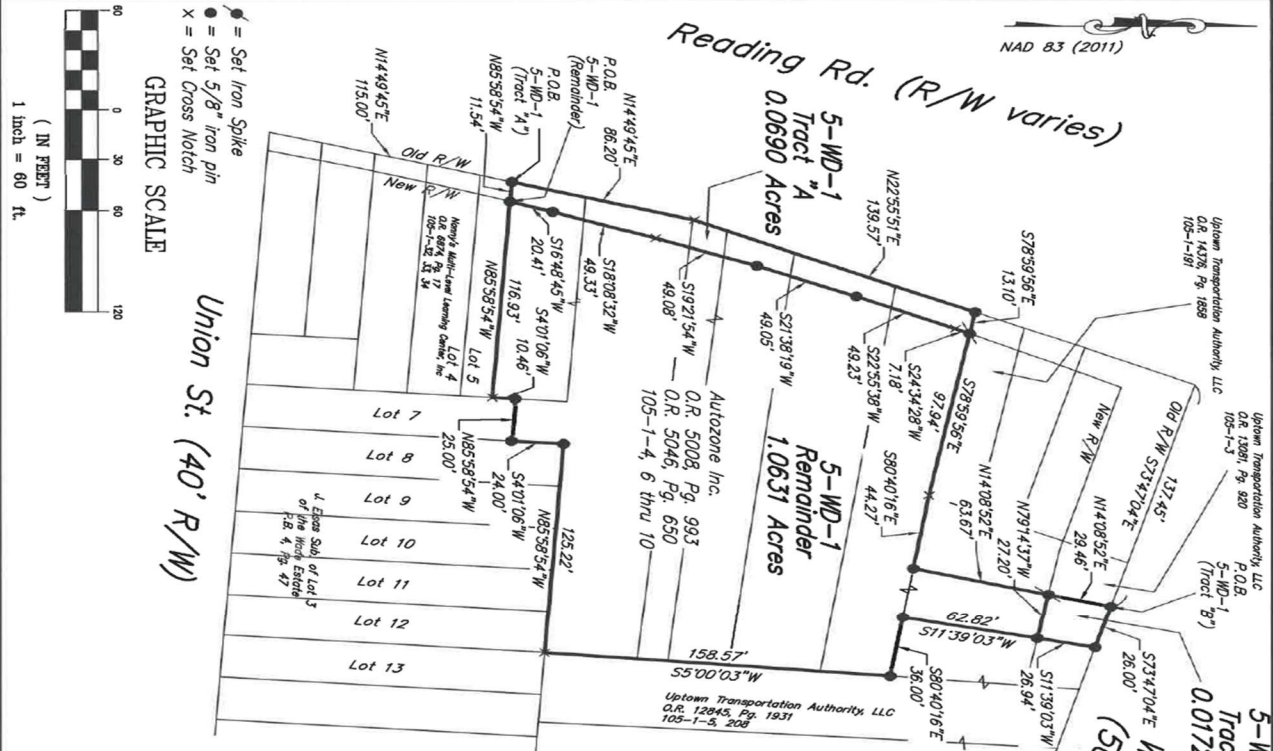 NAD 83 (2011)
Reading Rd. (R/W varies)
5-WD-1
Tract "A
0.0690 Acres
N14°49'45"E
86.20'
P.O.B.
5-WD-1
(Remainder)
P.O.B.
5-WD-1
(Tract "A")
N85°58'54"W
11.54'
N14°49'45"E
115.00'
Old R/W
New R/W
= Set Iron Spike
= Set 5/8" iron pin
x = Set Cross Notch
GRAPHIC SCALE
60
0
30
60
120
( IN FEET )
1 inch = 60 ft.
N22°55'51"E
139.57'
S78°59'56"E
13.10'
Uptown Transportation Authority, LLC
O.R. 14376, Pg. 1868
105-1-191
Uptown Transportation Authority, LLC
O.R. 13081, Pg. 920
105-1-3
Old R/W S73°47'04"E
137.45'
New R/W
N14°08'52"E
29.46'
P.O.B.
5-WD-1
(Tract "B")
S73°47'04"E
26.00'
5-W
Trac
0.0172
(50
S16°48'45"W
20.41'
S18°08'32"W
49.33'
S19°21'54"W
49.08'
S21°38'19"W
49.05'
S22°55'38"W
49.23'
S24°34'28"W
7.18'
S78°59'56"E
97.94'
N14°08'52"E
63.67'
N79°14'37"W
27.20'
S80°40'16"E
44.27'
62.82'
S11°39'03"W
S11°39'03"W
26.94'
S80°40'16"E
36.00'
5-WD-1
Remainder
1.0631 Acres
Autozone Inc.
O.R. 5008, Pg. 993
O.R. 5046, Pg. 650
105-1-4, 6 thru 10
116.93'
N85°58'54"W
S4°01'06"W
10.46'
Nanny's Multi-Level Learning Center, Inc
O.R. 8874, Pg. 17
105-1-32, 33, 34
Lot 4
Lot 5
N85°58'54"W
25.00'
S4°01'06"W
24.00'
125.22'
N85°58'54"W
158.57'
S5°00'03"W
Uptown Transportation Authority, LLC
O.R. 12845, Pg. 1931
105-1-5, 208
Lot 7
Lot 8
Lot 9
Lot 10
Lot 11
Lot 12
Lot 13
Sub. of Lot 3
of the Wade Estate
P.B. 4, Pg. 47
Union St. (40' R/W)